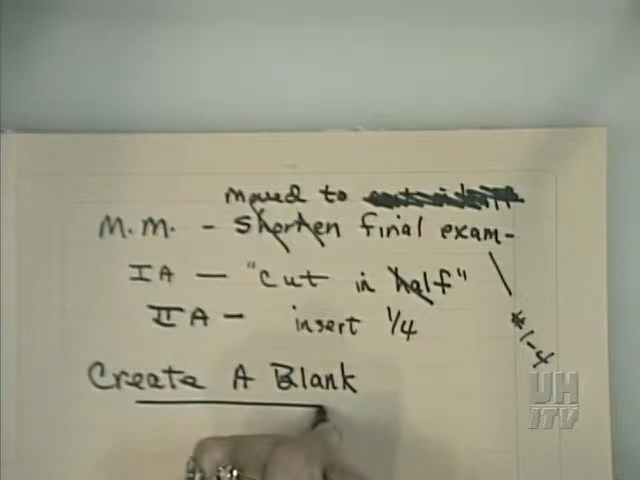 moved to
M.M. - shorten final exam-
IA - "cut in half"
IIA - insert 1/4
#1-4
Create A Blank
UH
ITV